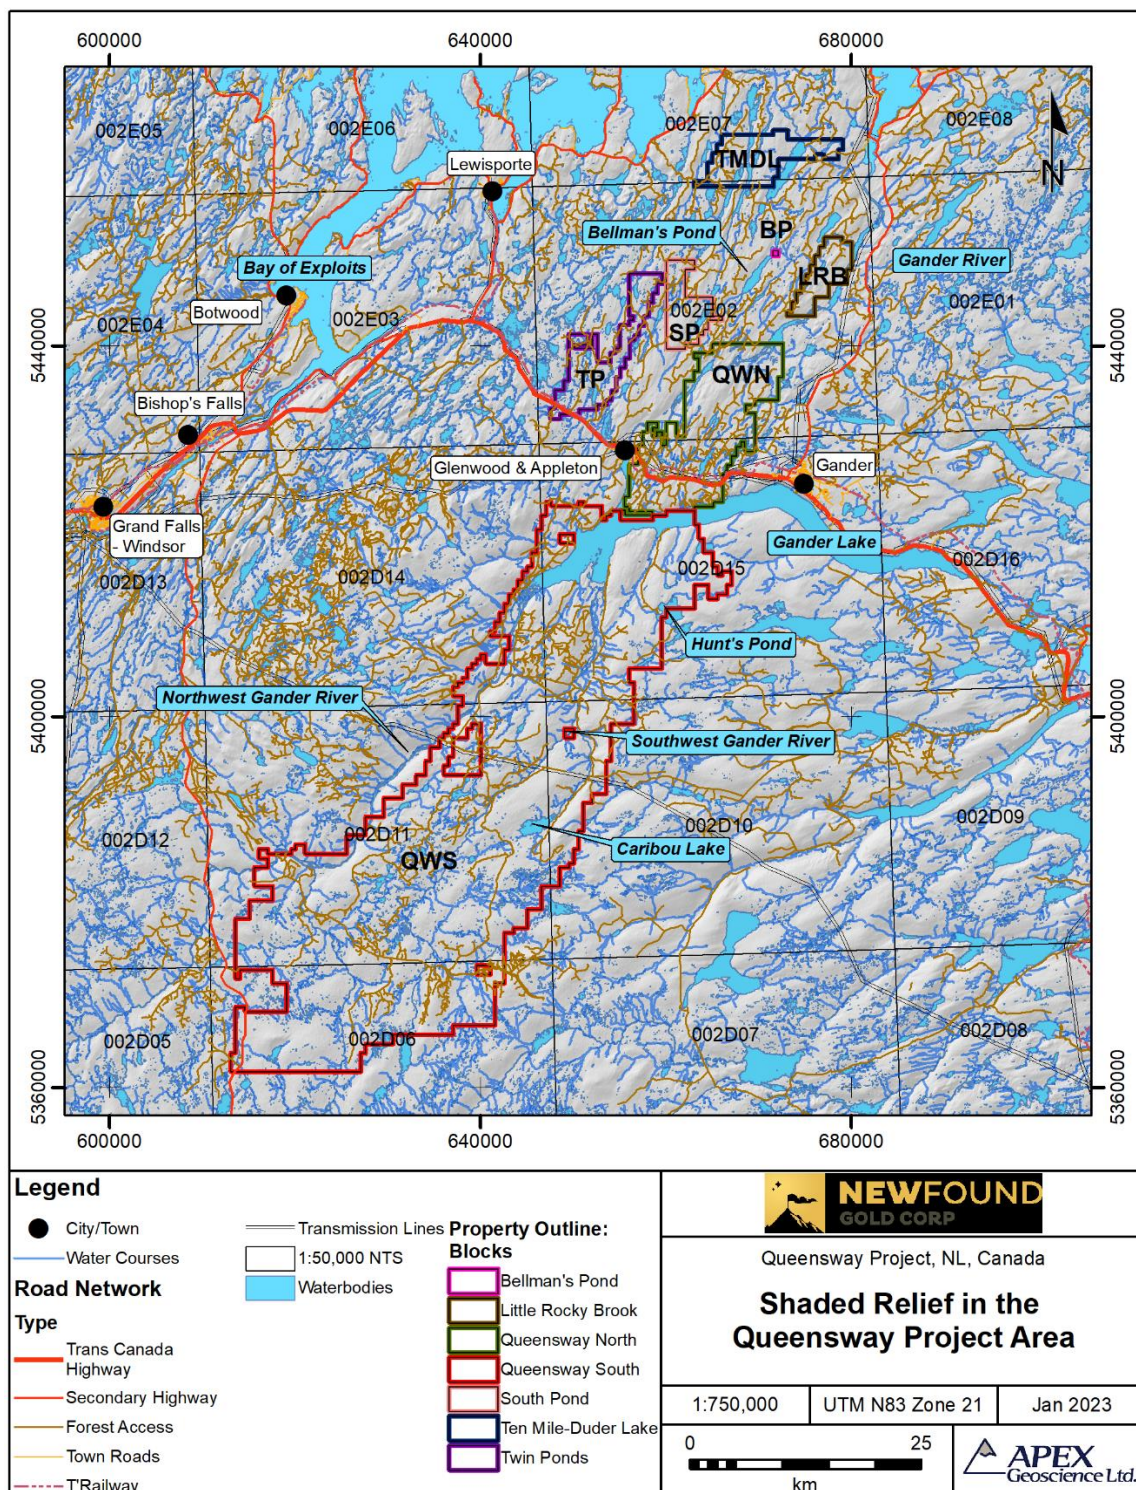 600000
640000
680000
002E05
002E06
002E07
002E08
TMDL
N
Lewisporte
Bellman's Pond
BP
Bay of Exploits
LRB
Gander River
Botwood
002E04
002E03
002E02
002E01
SP
5440000
5440000
TP
QWN
Bishop's Falls
Glenwood & Appleton
Gander
Grand Falls
- Windsor
Gander Lake
002D13
002D14
002D15
002D16
Hunt's Pond
Northwest Gander River
5400000
5400000
Southwest Gander River
002D12
002D11
002D10
002D09
QWS
Caribou Lake
002D05
002D06
002D07
002D08
5360000
5360000
600000
640000
680000
Legend
City/Town
Water Courses
Road Network
Type
Trans Canada
Highway
Secondary Highway
Forest Access
Town Roads
T'Railway
Transmission Lines
1:50,000 NTS
Waterbodies
Property Outline:
Blocks
Bellman's Pond
Little Rocky Brook
Queensway North
Queensway South
South Pond
Ten Mile-Duder Lake
Twin Ponds
NEWFOUND
GOLD CORP
Queensway Project, NL, Canada
Shaded Relief in the
Queensway Project Area
1:750,000
UTM N83 Zone 21
Jan 2023
0
25
km
APEX
Geoscience Ltd.